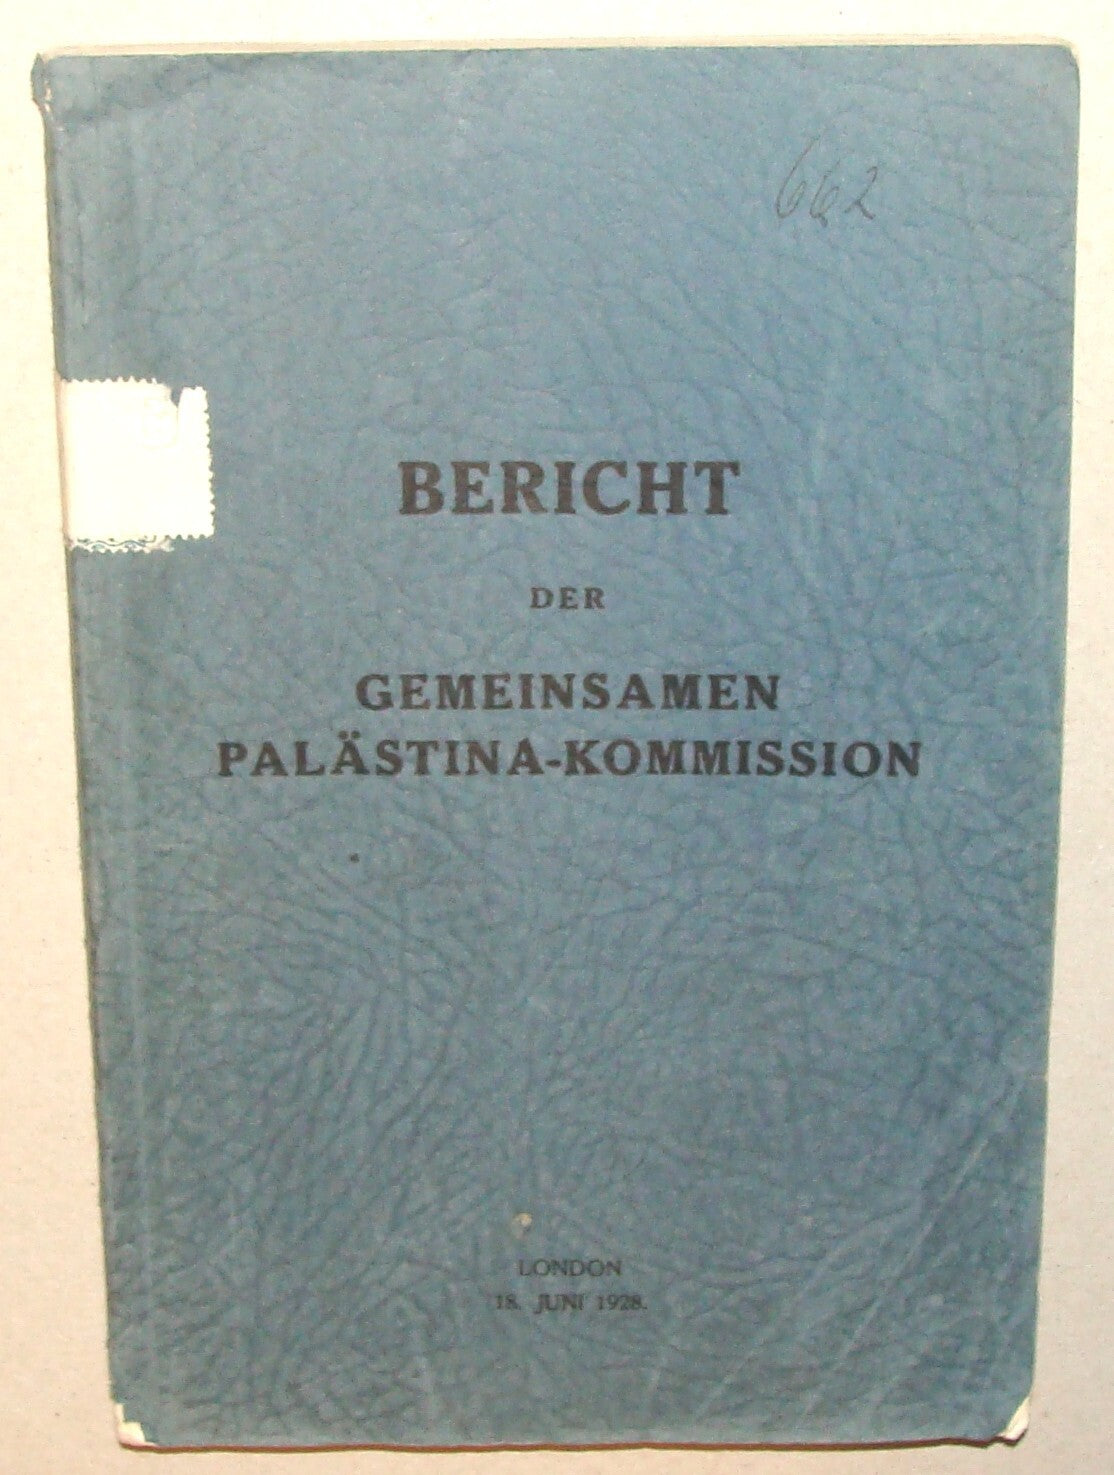 662
BERICHT
DER
GEMEINSAMEN
PALÄSTINA-KOMMISSION
LONDON
18. JUNI 1928.